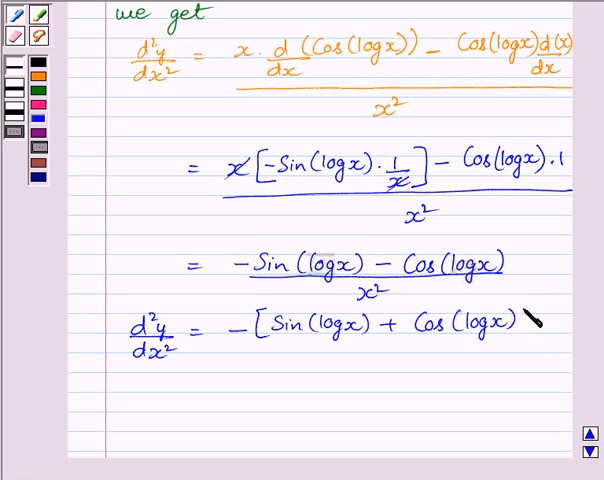 we get
d²y/dx² = x · d/dx (Cos(logx)) − Cos(logx) d(x)/dx / x²
= x [−Sin(logx) · 1/x] − Cos(logx) · 1 / x²
= −Sin(logx) − Cos(logx) / x²
d²y/dx² = − [Sin(logx) + Cos(logx)